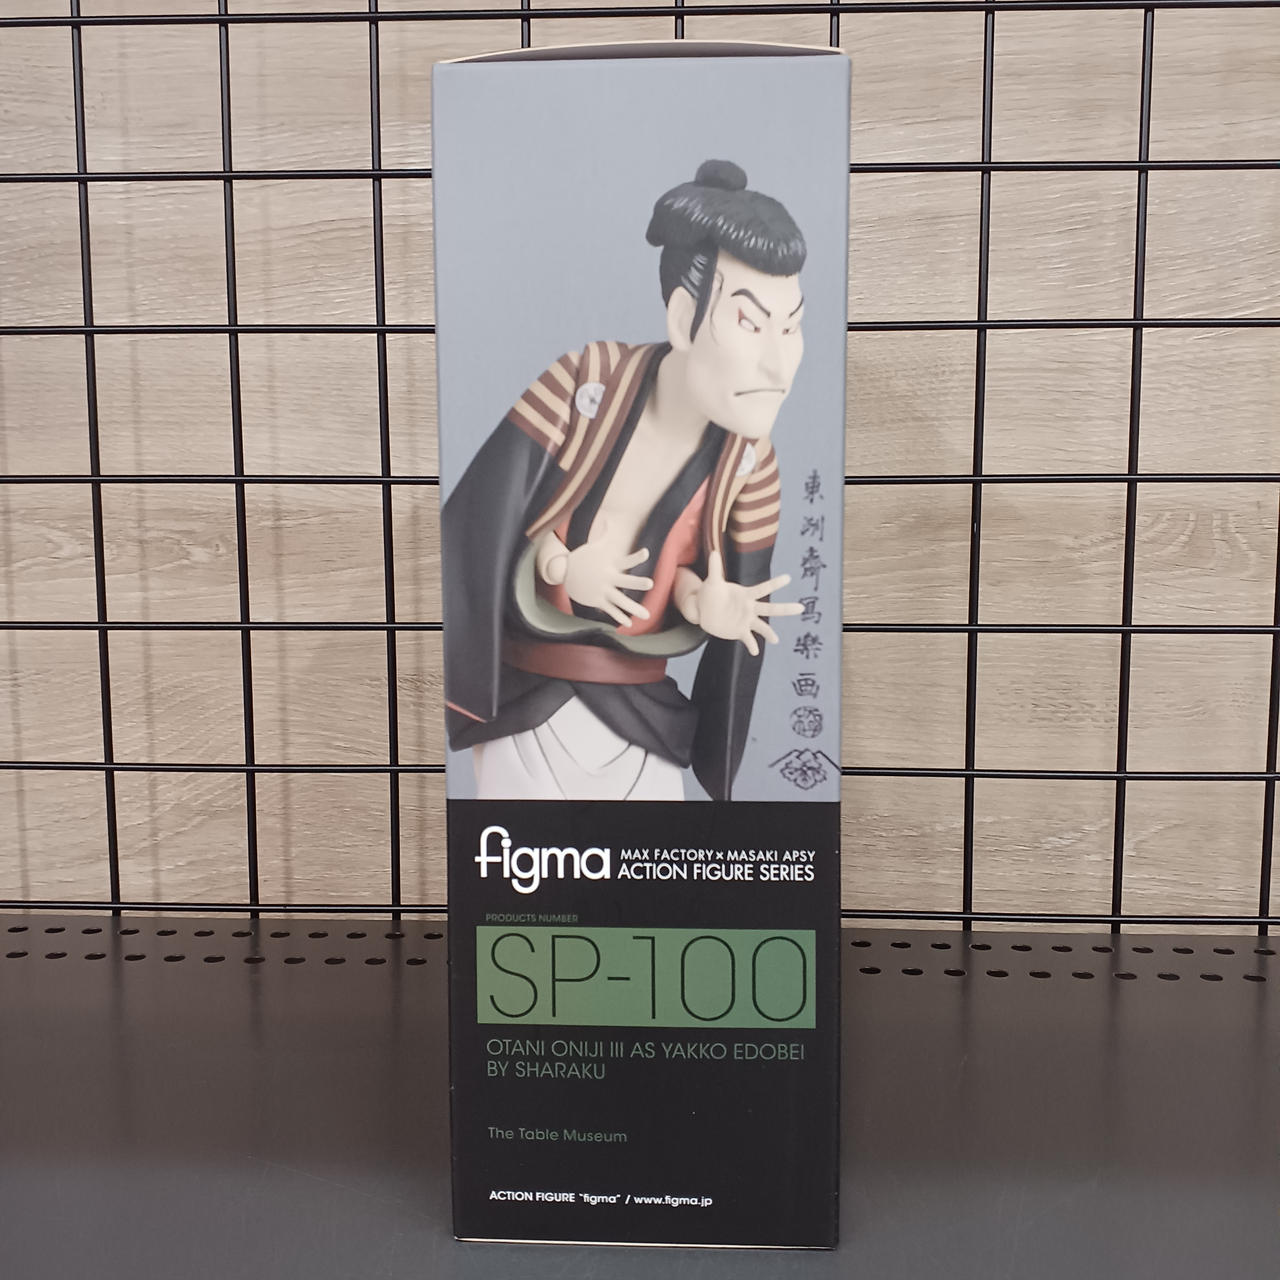 東洲斎写楽画
figma
MAX FACTORY × MASAKI APSY
ACTION FIGURE SERIES
PRODUCTS NUMBER
SP-100
OTANI ONIJI III AS YAKKO EDOBEI
BY SHARAKU
The Table Museum
ACTION FIGURE "figma" / www.figma.jp